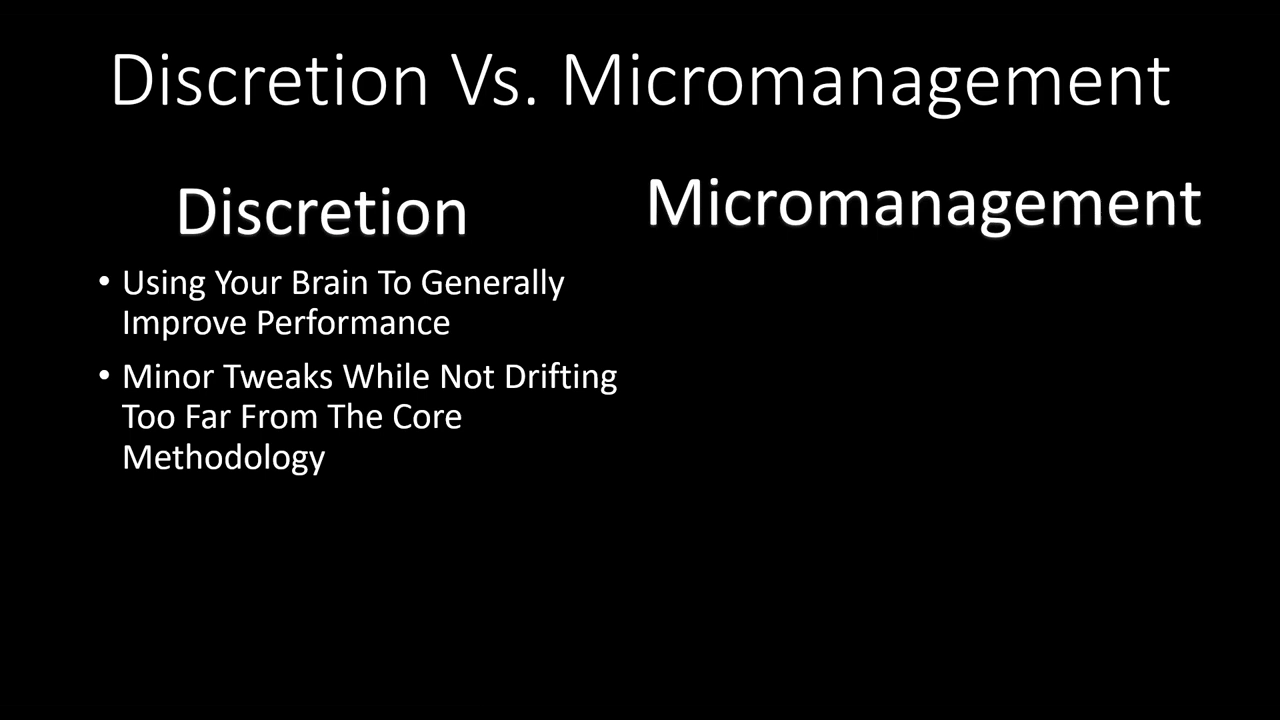 Discretion Vs. Micromanagement
Discretion
• Using Your Brain To Generally
Improve Performance
• Minor Tweaks While Not Drifting
Too Far From The Core
Methodology
Micromanagement